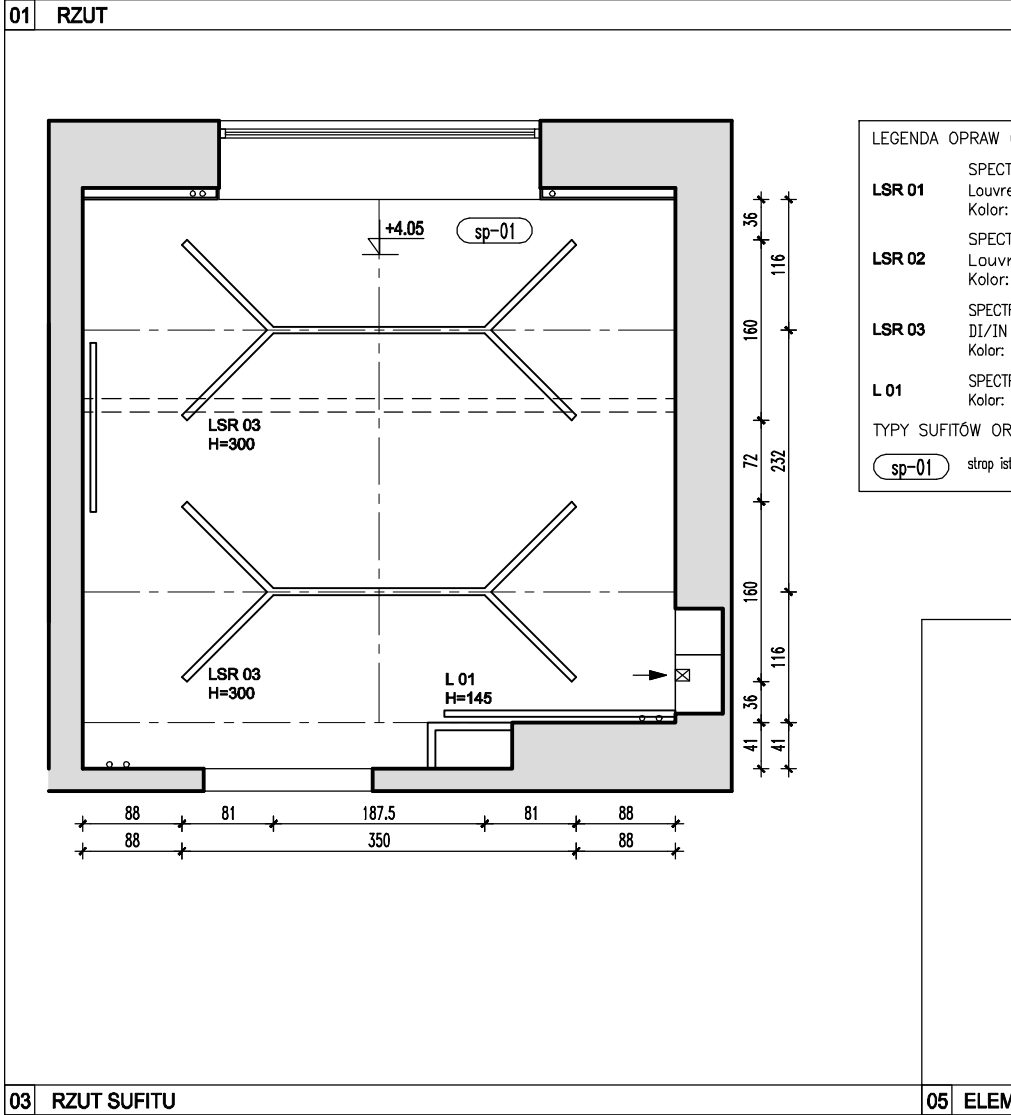 01 RZUT
LEGENDA OPRAW
SPECT
LSR 01
Louvre
Kolor:
SPECT
LSR 02
Louvr
Kolor:
SPECTR
LSR 03
DI/IN
Kolor:
SPECTR
L 01
Kolor:
TYPY SUFITÓW OR
sp-01 strop ist
+4.05
sp-01
LSR 03
H=300
LSR 03
H=300
L 01
H=145
36
116
160
72
232
160
116
36
41
41
88 81 187.5 81 88
88 350 88
03 RZUT SUFITU
05 ELEM